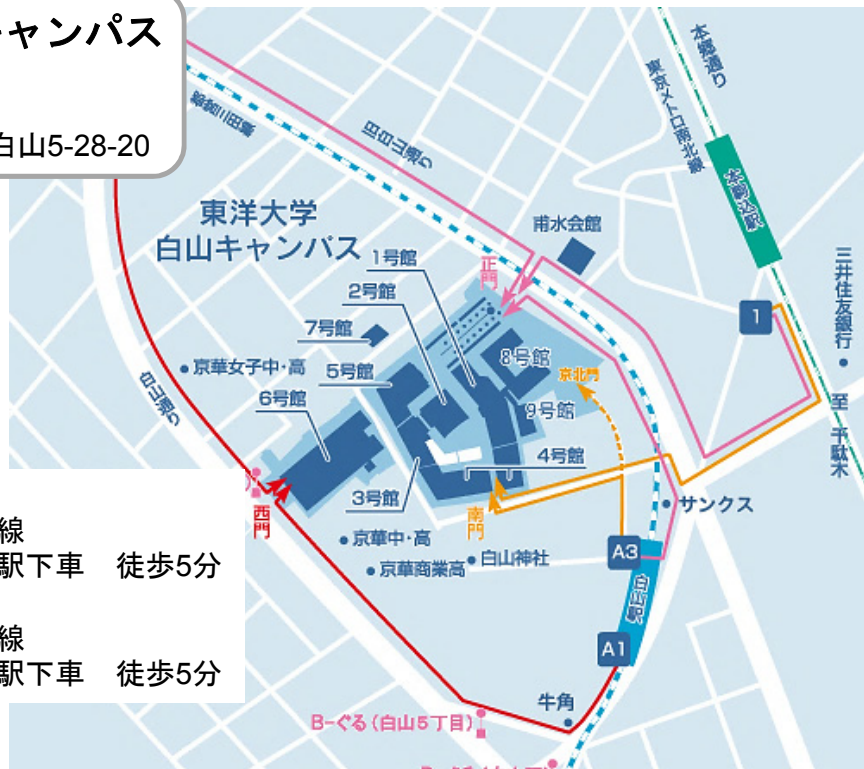 キャンパス
白山5-28-20
本郷通り
東京メトロ南北線
本駒込駅
旧白山通り
東洋大学
白山キャンパス
甫水会館
1号館
正門
2号館
三井住友銀行
1
7号館
8号館
京華女子中・高
5号館
京北門
至 千駄木
白山通り
6号館
9号館
4号館
3号館
西門
南門
サンクス
京華中・高
白山神社
京華商業高
A3
線
駅下車 徒歩5分
白山駅
A1
線
駅下車 徒歩5分
牛角
B-ぐる(白山5丁目)